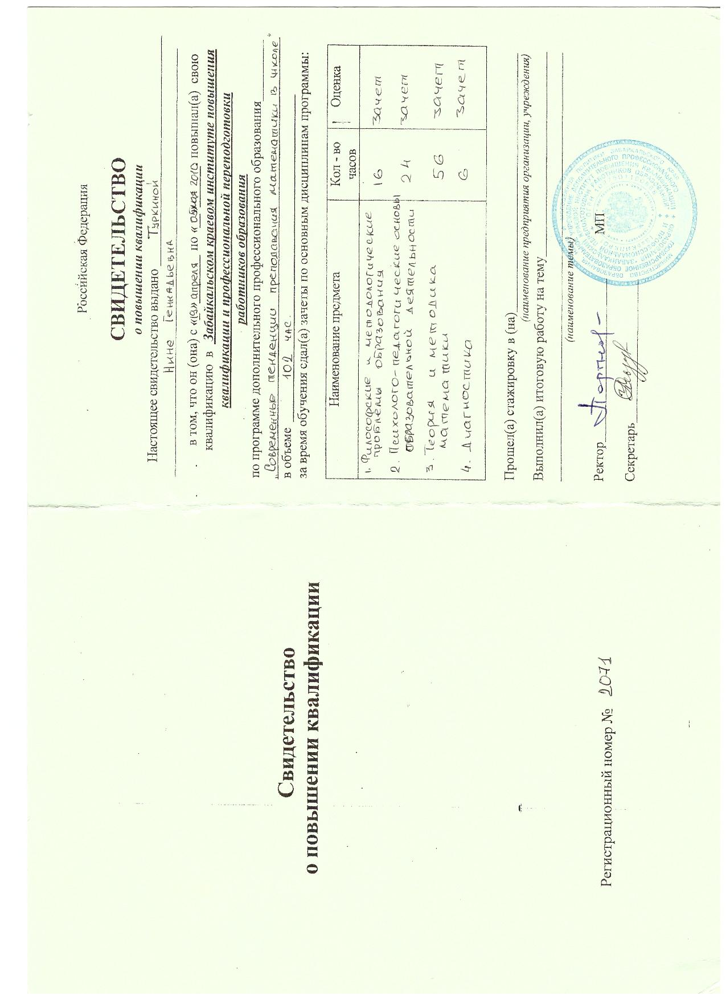 Свидетельство
о повышении квалификации
Регистрационный номер № 2071
Российская Федерация
СВИДЕТЕЛЬСТВО
о повышении квалификации
Настоящее свидетельство выдано Туркиной
Нине Геннадьевна
в том, что он (она) с «19» апреля по « мая 2010 повышал(а) свою
квалификацию в Забайкальском краевом институте повышения
квалификации и профессиональной переподготовки
работников образования
по программе дополнительного профессионального образования
„Современные тенденции преподавания математики в школе"
в объеме 102 час.
за время обучения сдал(а) зачеты по основным дисциплинам программы:
Наименование предмета Кол - во часов Оценка
1. Философские и методологические проблемы образования 16 зачет
2. Психолого-педагогические основы образовательной деятельности 24 зачет
3. Теория и методика математики 56 зачет
4. Диагностика 6 зачет
Прошел(а) стажировку в (на)
(наименование предприятия организации, учреждения)
Выполнил(а) итоговую работу на тему
(наименование темы)
Ректор МП
Секретарь